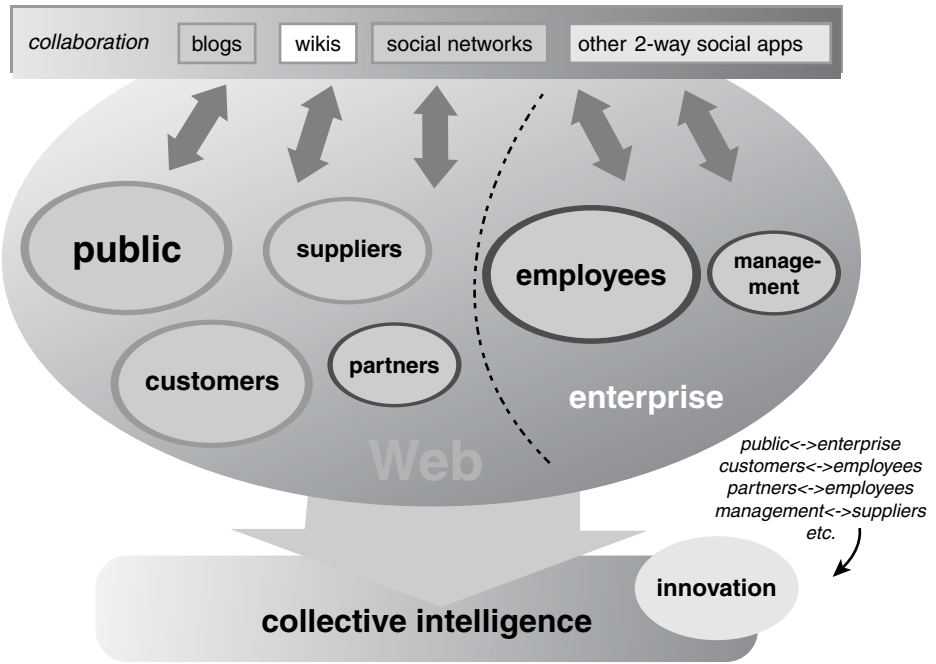 collaboration blogs wikis social networks other 2-way social apps
public
suppliers
employees
manage-
ment
customers
partners
enterprise
Web
public<->enterprise
customers<->employees
partners<->employees
management<->suppliers
etc.
innovation
collective intelligence